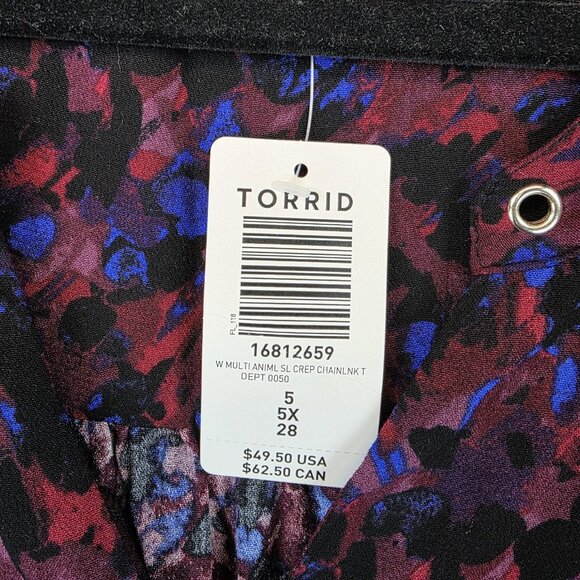 TORRID
FL_118
16812659
W MULTI ANIML SL CREP CHAINLNK T
DEPT 0050
5
5X
28
$49.50 USA
$62.50 CAN